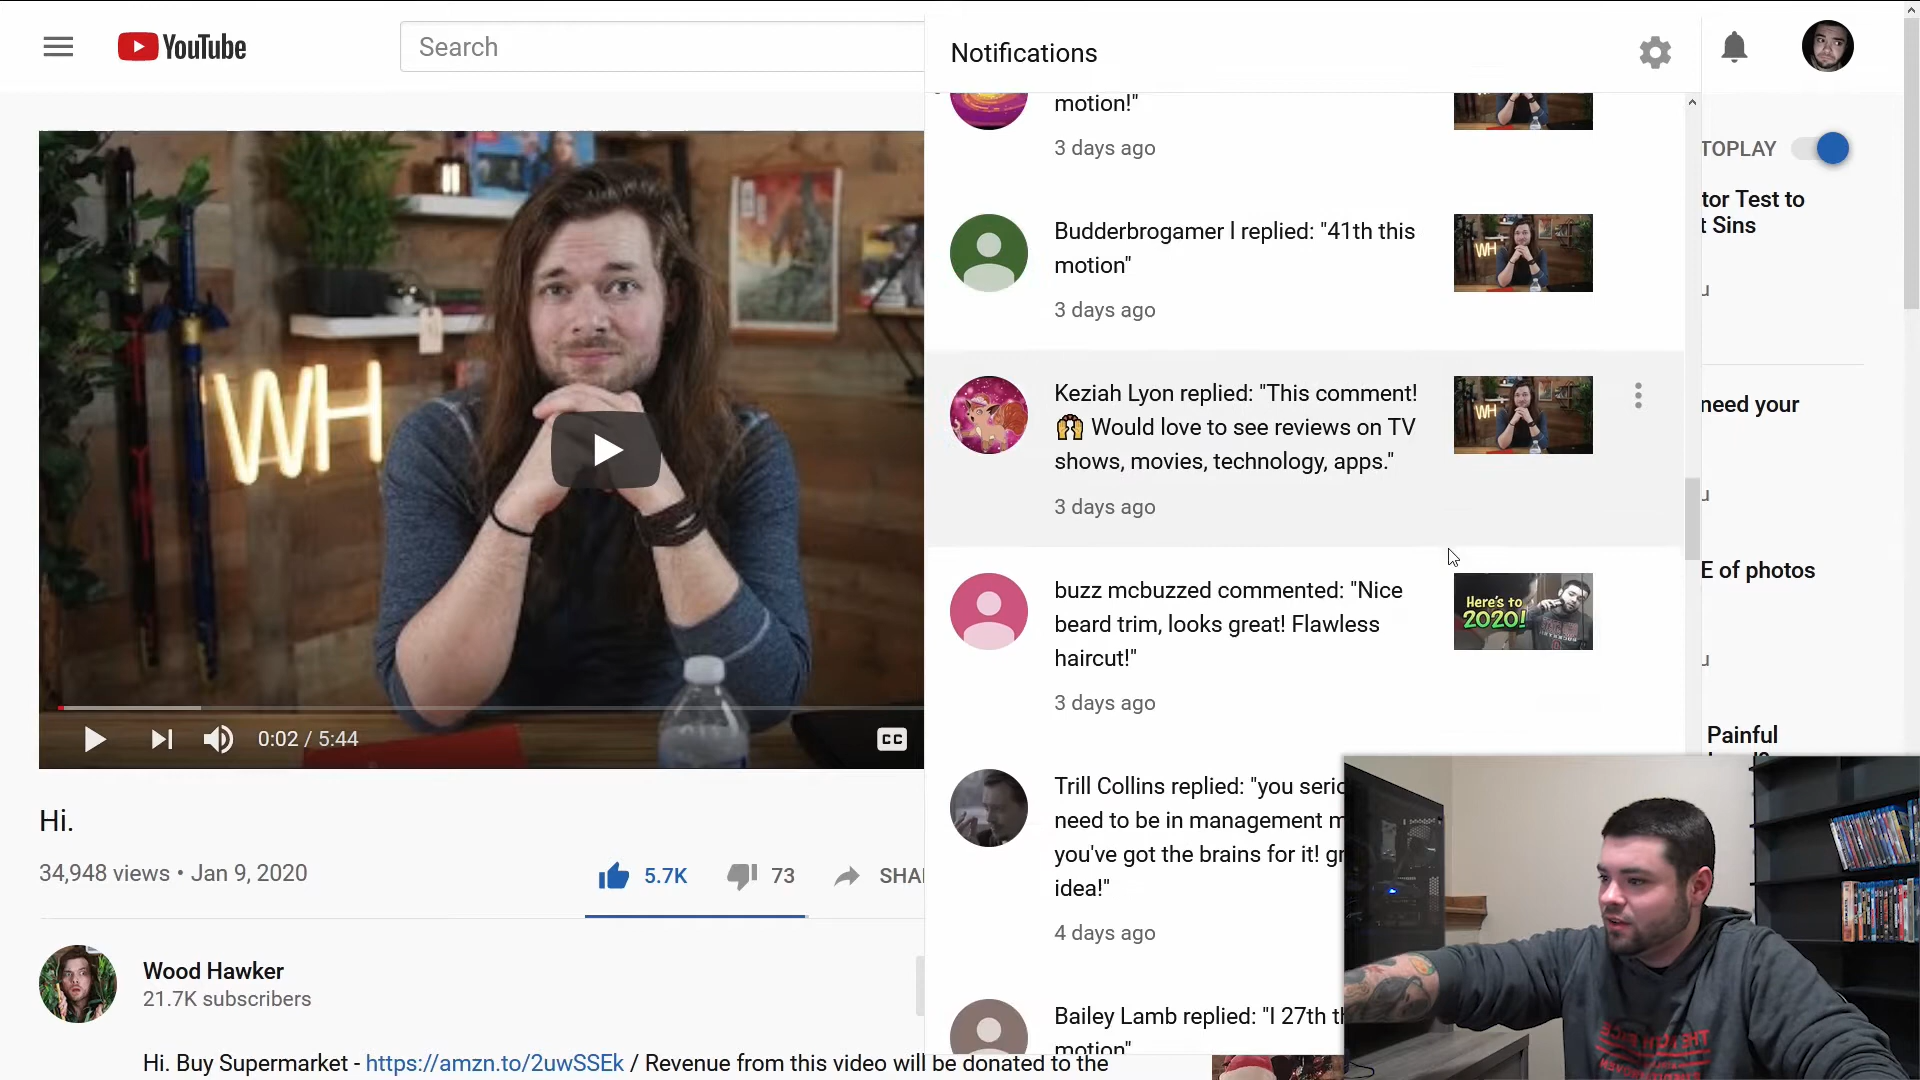 YouTube
Search
Notifications
motion!"
3 days ago
TOPLAY
tor Test to
t Sins
Budderbrogamer I replied: "41th this
motion"
3 days ago
WH
Keziah Lyon replied: "This comment!
🙌 Would love to see reviews on TV
shows, movies, technology, apps."
3 days ago
need your
WH
WH
buzz mcbuzzed commented: "Nice
beard trim, looks great! Flawless
haircut!"
3 days ago
Here's to
2020!
E of photos
Painful
0:02 / 5:44
CC
Trill Collins replied: "you serio
need to be in management m
you've got the brains for it! gr
idea!"
4 days ago
Hi.
34,948 views • Jan 9, 2020
5.7K
73
SHA
Wood Hawker
21.7K subscribers
Bailey Lamb replied: "I 27th th
motion"
Hi. Buy Supermarket - https://amzn.to/2uwSSEk / Revenue from this video will be donated to the